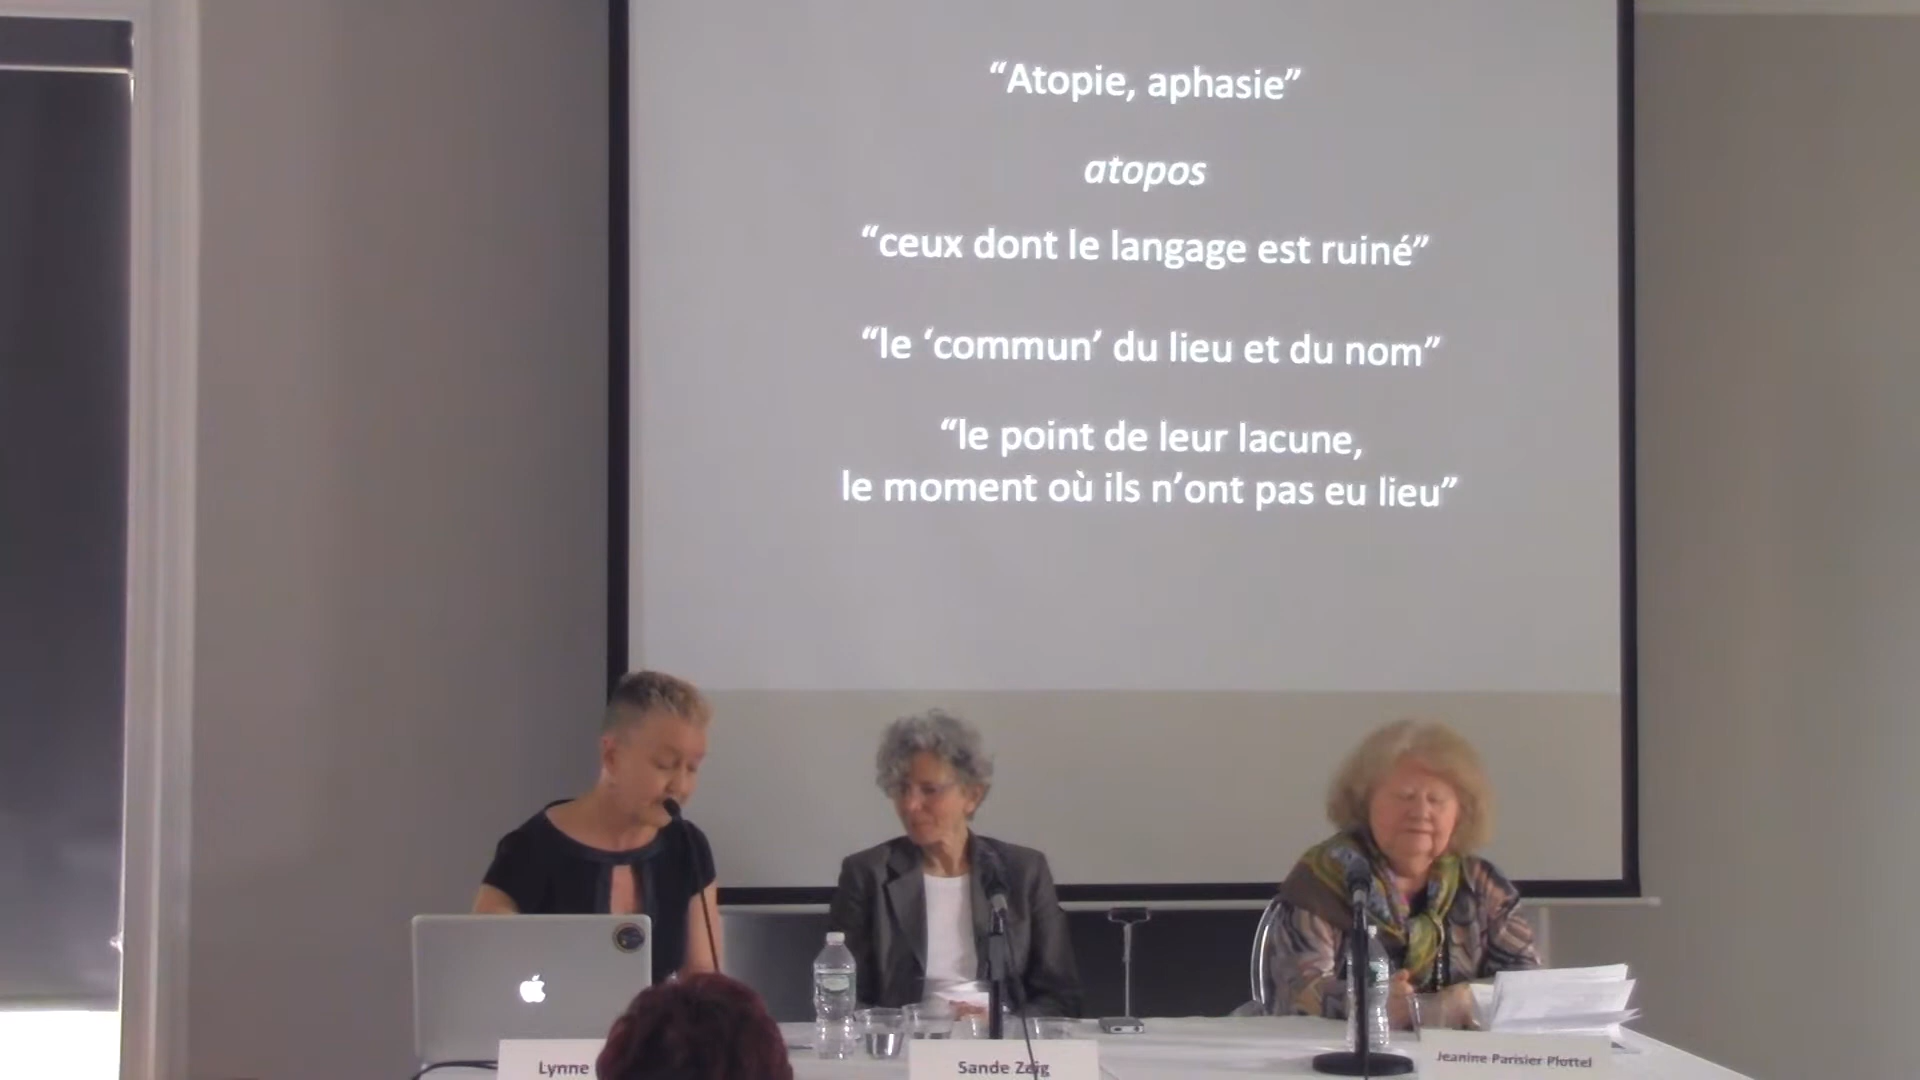 “Atopie, aphasie”
atopos
“ceux dont le langage est ruiné”
“le ‘commun’ du lieu et du nom”
“le point de leur lacune,
le moment où ils n’ont pas eu lieu”
Lynne
Sande Zeig
Jeanine Parisier Plottel